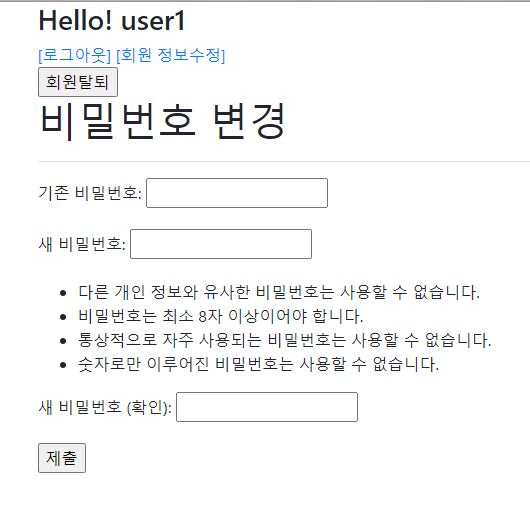 Hello! user1
[로그아웃] [회원 정보수정]
회원탈퇴
비밀번호 변경
기존 비밀번호:
새 비밀번호:
• 다른 개인 정보와 유사한 비밀번호는 사용할 수 없습니다.
• 비밀번호는 최소 8자 이상이어야 합니다.
• 통상적으로 자주 사용되는 비밀번호는 사용할 수 없습니다.
• 숫자로만 이루어진 비밀번호는 사용할 수 없습니다.
새 비밀번호 (확인):
제출